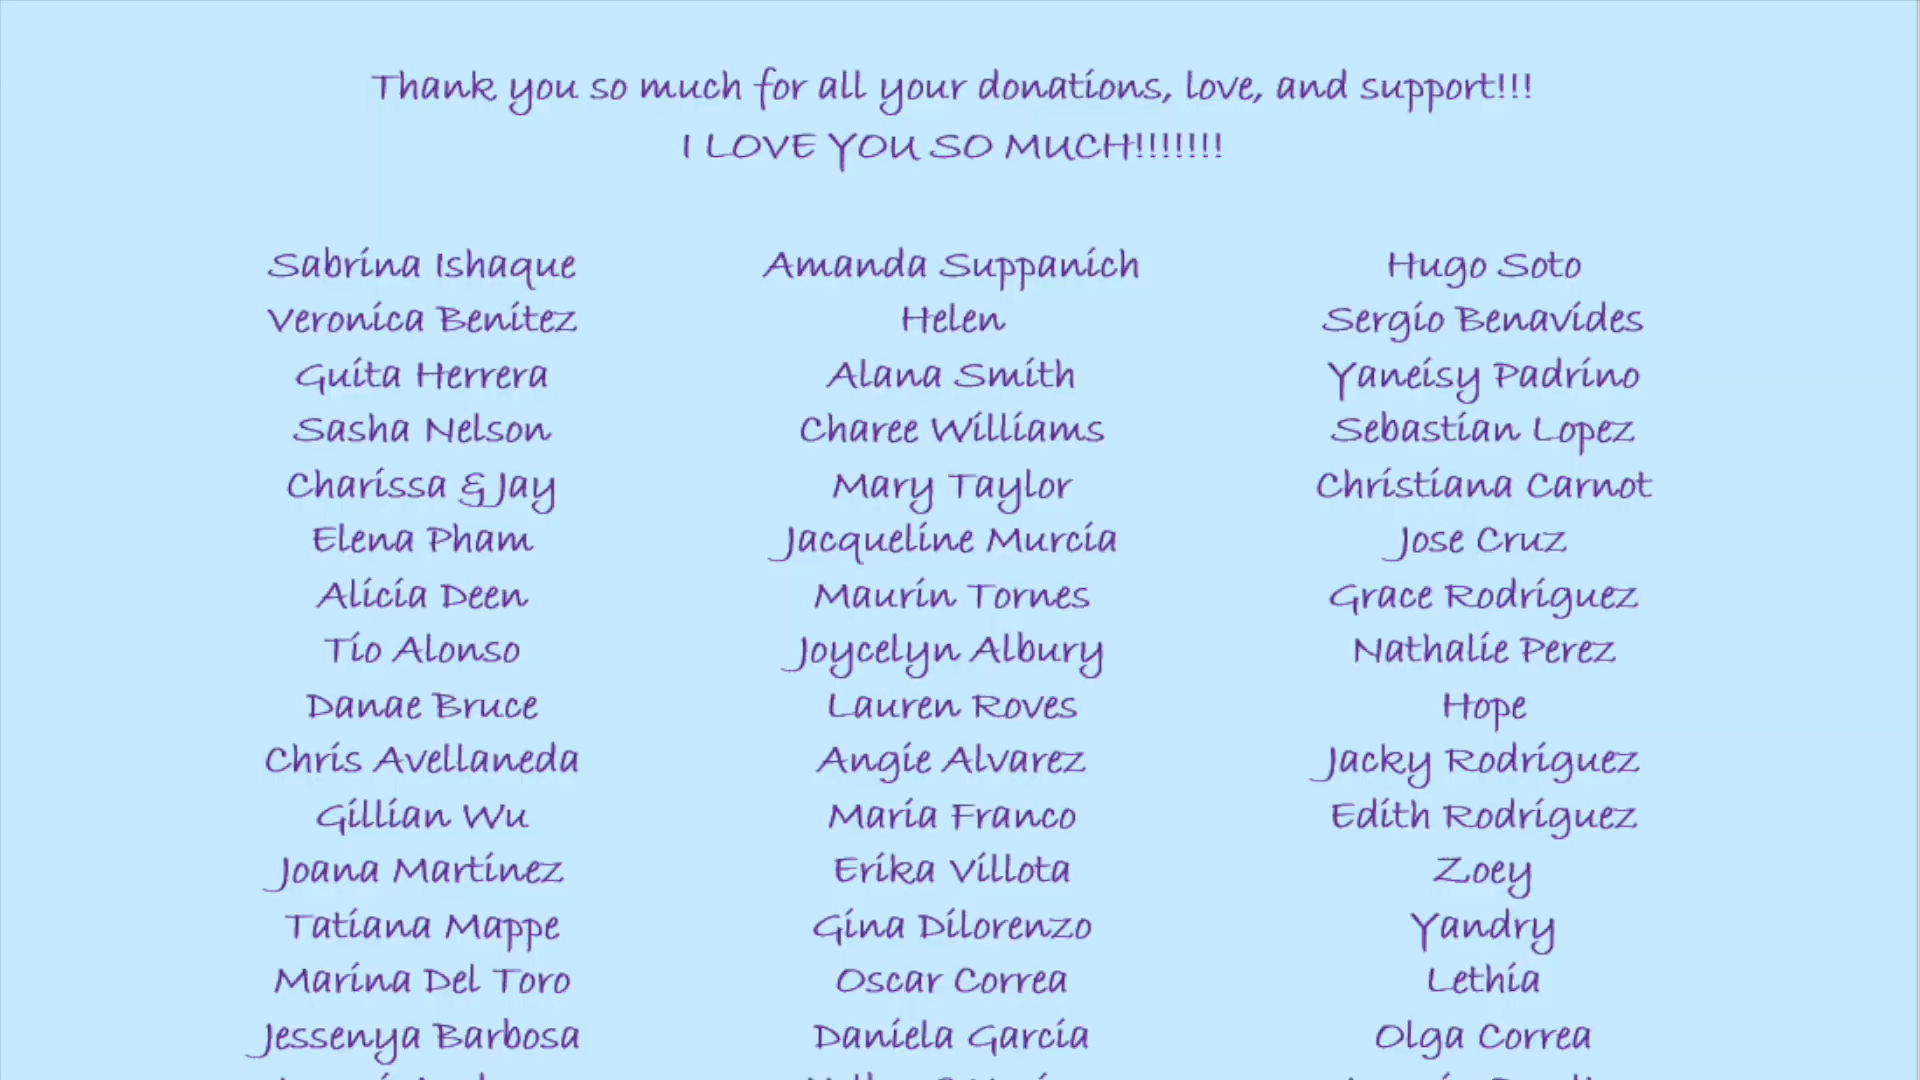 Thank you so much for all your donations, love, and support!!!
I LOVE YOU SO MUCH!!!!!!!
Sabrina Ishaque
Veronica Benitez
Guita Herrera
Sasha Nelson
Charissa & Jay
Elena Pham
Alicia Deen
Tio Alonso
Danae Bruce
Chris Avellaneda
Gillian Wu
Joana Martinez
Tatiana Mappe
Marina Del Toro
Jessenya Barbosa
Amanda Suppanich
Helen
Alana Smith
Charee Williams
Mary Taylor
Jacqueline Murcia
Maurin Tornes
Joycelyn Albury
Lauren Roves
Angie Alvarez
Maria Franco
Erika Villota
Gina Dilorenzo
Oscar Correa
Daniela Garcia
Hugo Soto
Sergio Benavides
Yaneisy Padrino
Sebastian Lopez
Christiana Carnot
Jose Cruz
Grace Rodriguez
Nathalie Perez
Hope
Jacky Rodriguez
Edith Rodriguez
Zoey
Yandry
Lethia
Olga Correa